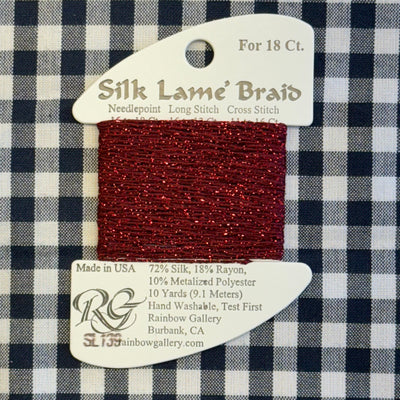 For 18 Ct.
Silk Lame' Braid
Needlepoint Long Stitch Cross Stitch
Made in USA
72% Silk, 18% Rayon,
10% Metalized Polyester
10 Yards (9.1 Meters)
Hand Washable, Test First
Rainbow Gallery
Burbank, CA
rainbowgallery.com
RG
SL139